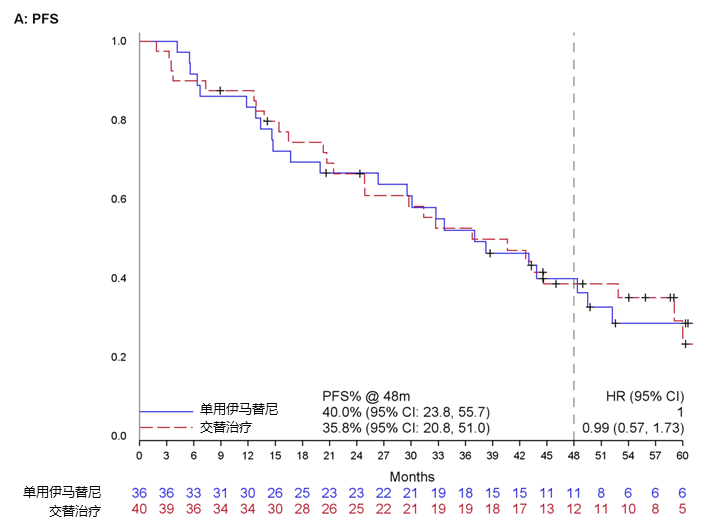 A: PFS
1.0
0.8
0.6
0.4
0.2
0.0
PFS% @ 48m HR (95% CI)
单用伊马替尼 40.0% (95% CI: 23.8, 55.7) 1
交替治疗 35.8% (95% CI: 20.8, 51.0) 0.99 (0.57, 1.73)
0 3 6 9 12 15 18 21 24 27 30 33 36 39 42 45 48 51 54 57 60
Months
单用伊马替尼 36 36 33 31 30 26 25 23 23 22 21 19 18 15 15 11 11 8 6 6 6
交替治疗 40 39 36 34 34 30 28 26 25 22 21 19 19 18 17 13 12 11 10 8 5